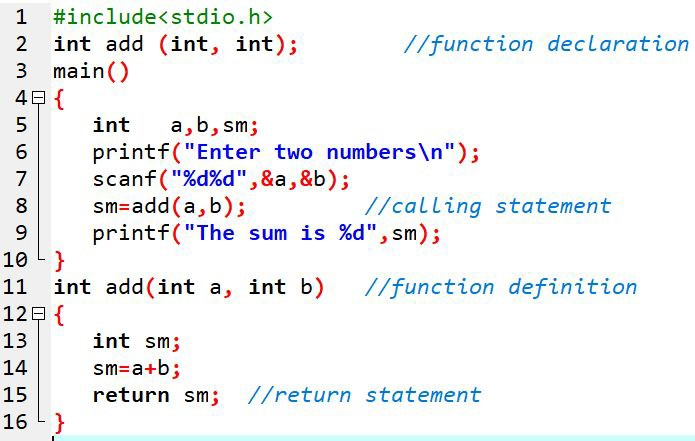 1 #include<stdio.h>
2 int add (int, int); //function declaration
3 main()
4 {
5 int a,b,sm;
6 printf("Enter two numbers\n");
7 scanf("%d%d",&a,&b);
8 sm=add(a,b); //calling statement
9 printf("The sum is %d",sm);
10 }
11 int add(int a, int b) //function definition
12 {
13 int sm;
14 sm=a+b;
15 return sm; //return statement
16 }